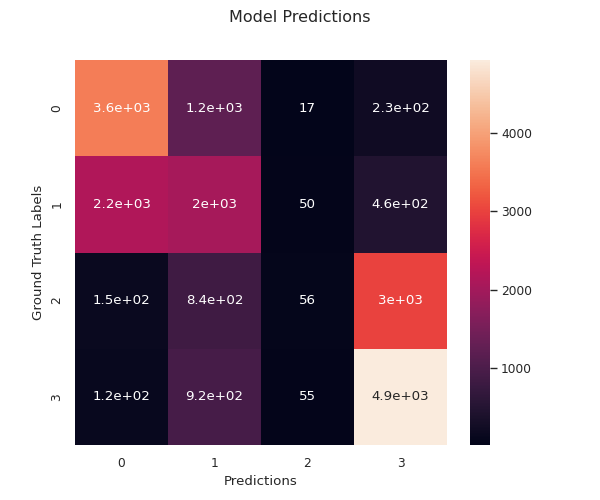 Model Predictions
0 3.6e+03 1.2e+03 17 2.3e+02
1 2.2e+03 2e+03 50 4.6e+02
2 1.5e+02 8.4e+02 56 3e+03
3 1.2e+02 9.2e+02 55 4.9e+03
0 1 2 3
Predictions
Ground Truth Labels
4000
3000
2000
1000